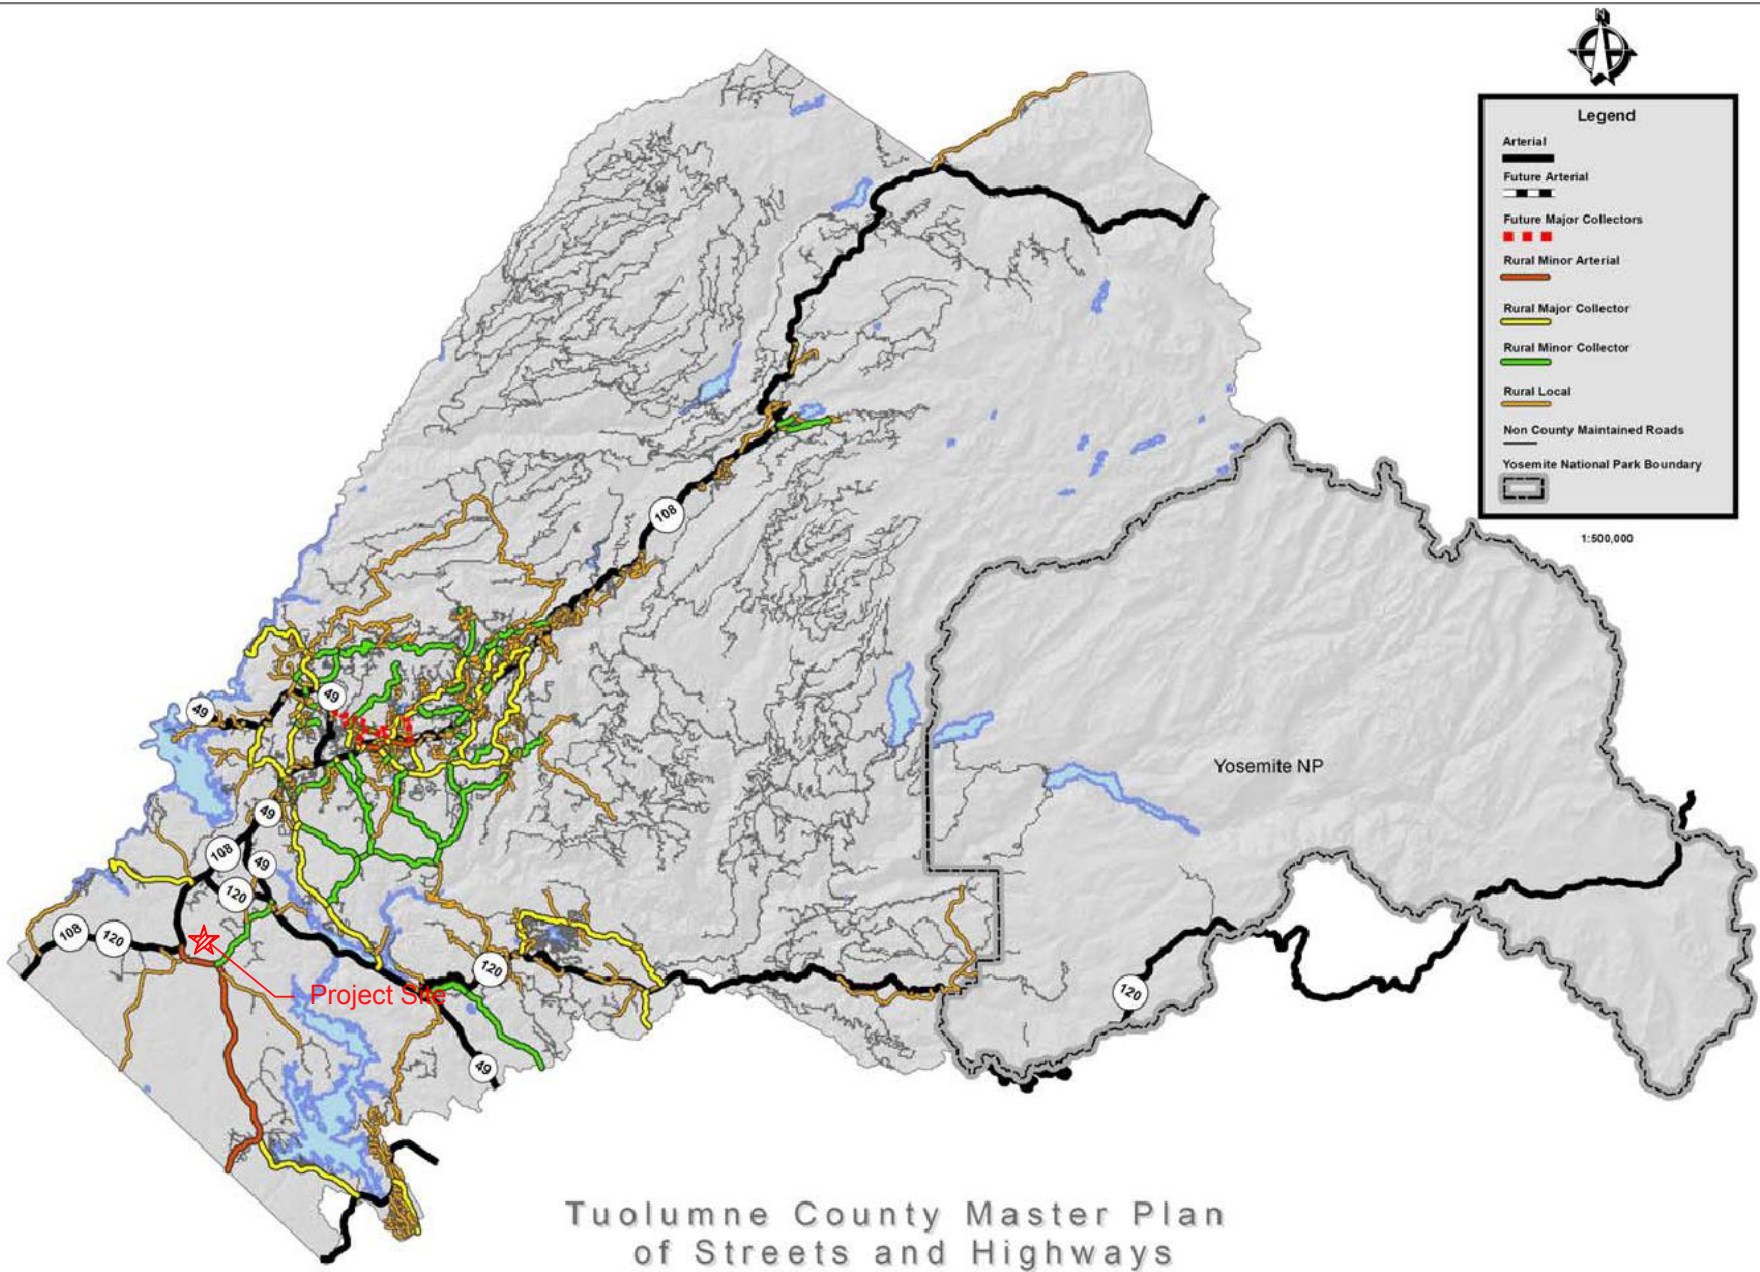 N
Legend
Arterial
Future Arterial
Future Major Collectors
Rural Minor Arterial
Rural Major Collector
Rural Minor Collector
Rural Local
Non County Maintained Roads
Yosemite National Park Boundary
1:500,000
108
49
49
Yosemite NP
49
108
49
120
108
120
120
120
Project Site
49
Tuolumne County Master Plan
of Streets and Highways